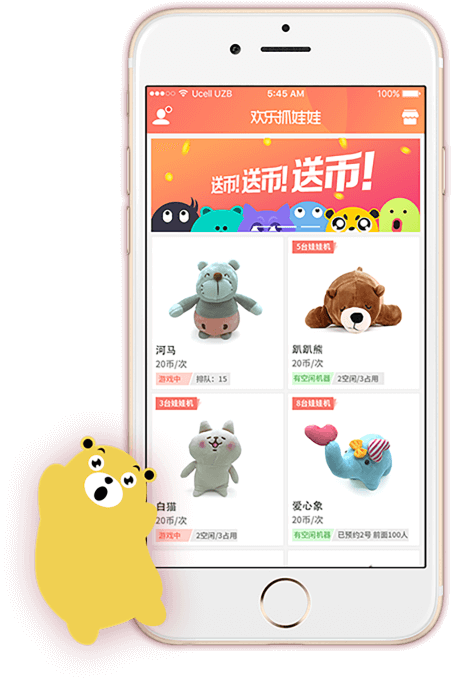 Ucell UZB
5:45 AM
100%
欢乐抓娃娃
送币!送币!送币!
5台娃娃机
河马
趴趴熊
20币/次
20币/次
游戏中 排队：15
有空闲机器 2空闲/3占用
3台娃娃机
8台娃娃机
白猫
爱心象
20币/次
20币/次
游戏中 2空闲/3占用
有空闲机器 已预约2号 前面100人